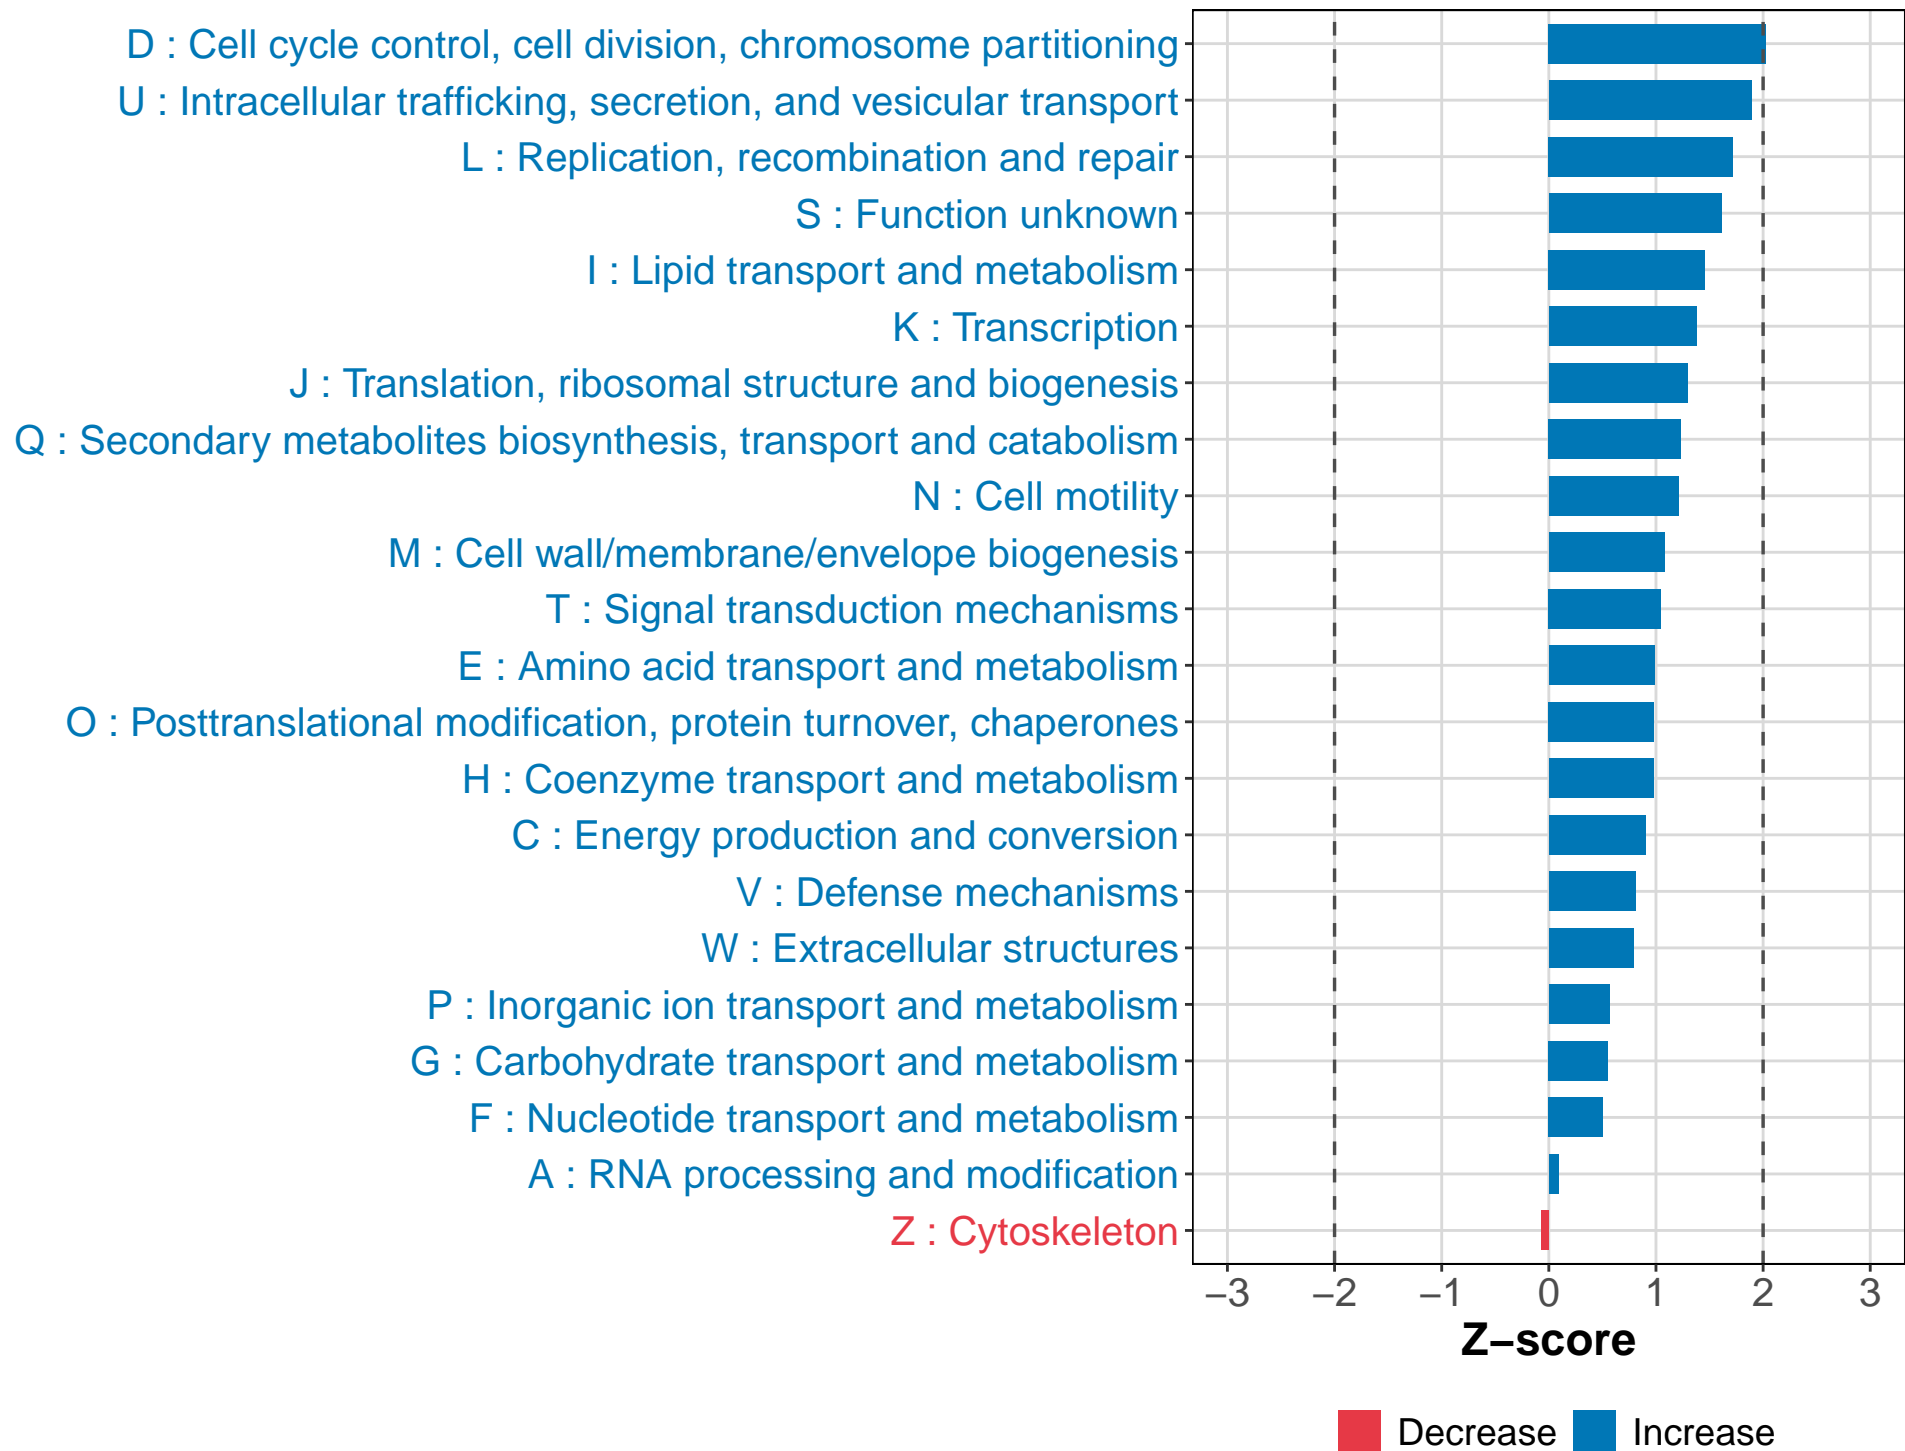 D : Cell cycle control, cell division, chromosome partitioning
U : Intracellular trafficking, secretion, and vesicular transport
L : Replication, recombination and repair
S : Function unknown
I : Lipid transport and metabolism
K : Transcription
J : Translation, ribosomal structure and biogenesis
Q : Secondary metabolites biosynthesis, transport and catabolism
N : Cell motility
M : Cell wall/membrane/envelope biogenesis
T : Signal transduction mechanisms
E : Amino acid transport and metabolism
O : Posttranslational modification, protein turnover, chaperones
H : Coenzyme transport and metabolism
C : Energy production and conversion
V : Defense mechanisms
W : Extracellular structures
P : Inorganic ion transport and metabolism
G : Carbohydrate transport and metabolism
F : Nucleotide transport and metabolism
A : RNA processing and modification
Z : Cytoskeleton
−3 −2 −1 0 1 2 3
Z−score
Decrease Increase